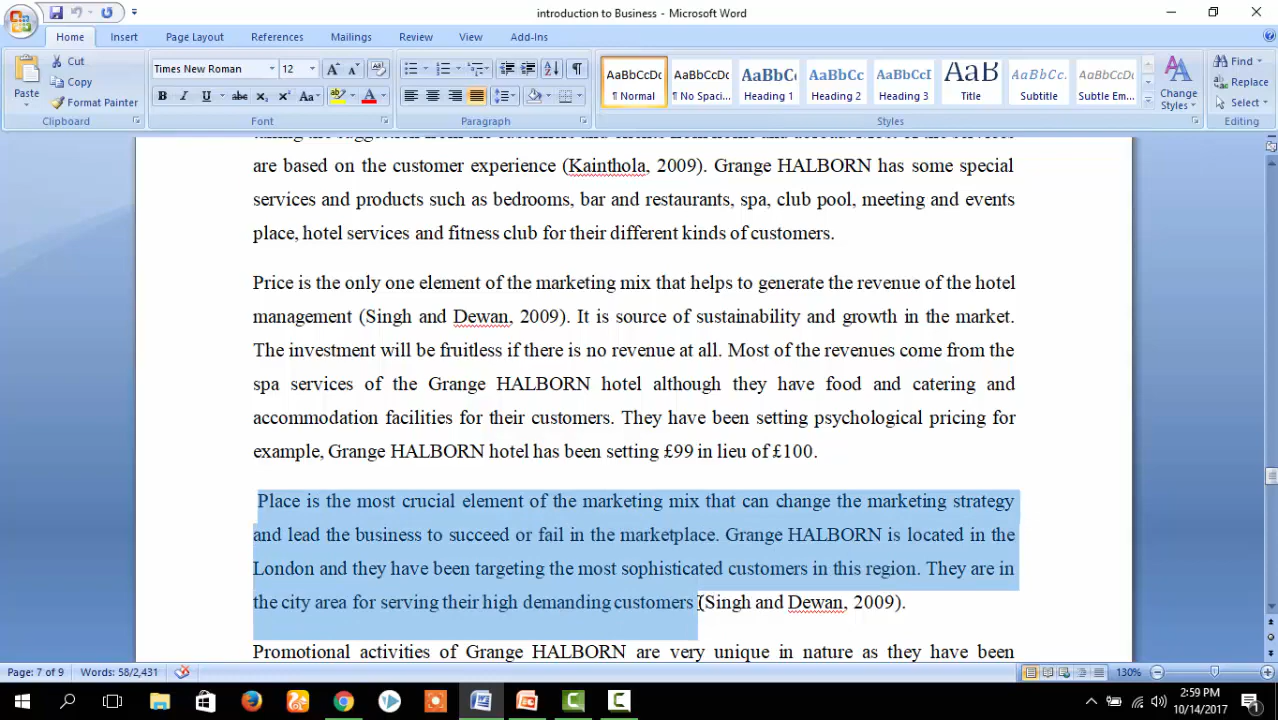 introduction to Business - Microsoft Word
Home Insert Page Layout References Mailings Review View Add-Ins
Paste Cut Copy Format Painter
Clipboard
Times New Roman 12
B I U abc X₂ X² Aa
Font
Paragraph
AaBbCcDc AaBbCcDc AaBbC AaBbCc AaBbCcI AaB AaBbCc. AaBbCcDc.
¶ Normal ¶ No Spaci... Heading 1 Heading 2 Heading 3 Title Subtitle Subtle Em...
Change Styles
Styles
Find
Replace
Select
Editing
are based on the customer experience (Kainthola, 2009). Grange HALBORN has some special
services and products such as bedrooms, bar and restaurants, spa, club pool, meeting and events
place, hotel services and fitness club for their different kinds of customers.
Price is the only one element of the marketing mix that helps to generate the revenue of the hotel
management (Singh and Dewan, 2009). It is source of sustainability and growth in the market.
The investment will be fruitless if there is no revenue at all. Most of the revenues come from the
spa services of the Grange HALBORN hotel although they have food and catering and
accommodation facilities for their customers. They have been setting psychological pricing for
example, Grange HALBORN hotel has been setting £99 in lieu of £100.
Place is the most crucial element of the marketing mix that can change the marketing strategy
and lead the business to succeed or fail in the marketplace. Grange HALBORN is located in the
London and they have been targeting the most sophisticated customers in this region. They are in
the city area for serving their high demanding customers (Singh and Dewan, 2009).
Promotional activities of Grange HALBORN are very unique in nature as they have been
Page: 7 of 9 Words: 58/2,431 130%
2:59 PM
10/14/2017